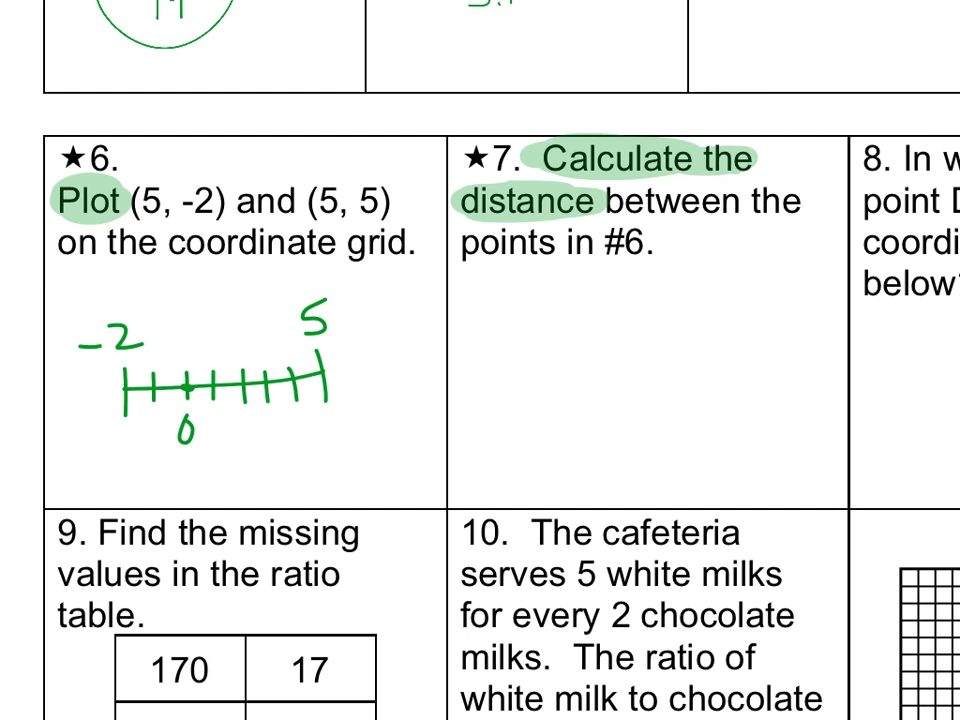 ★6.
Plot (5, -2) and (5, 5)
on the coordinate grid.
-2
5
0
★7. Calculate the
distance between the
points in #6.
8. In w
point D
coordi
below?
9. Find the missing
values in the ratio
table.
170 17
10. The cafeteria
serves 5 white milks
for every 2 chocolate
milks. The ratio of
white milk to chocolate